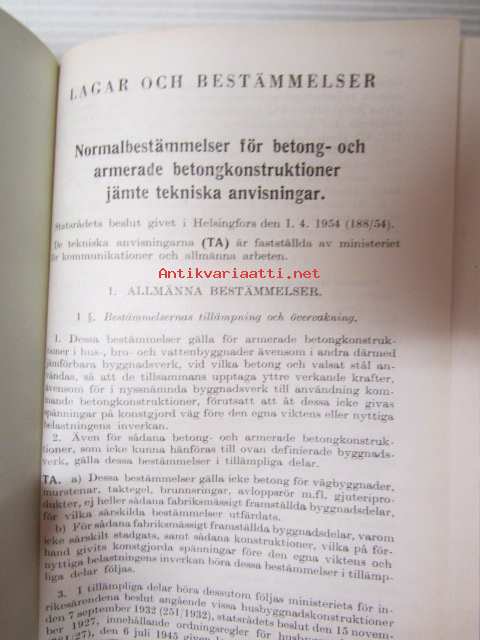 LAGAR OCH BESTÄMMELSER
Normalbestämmelser för betong- och
armerade betongkonstruktioner
jämte tekniska anvisningar.
Statsrådets beslut givet i Helsingfors den 1. 4. 1954 (188/54).
De tekniska anvisningarna (TA) är fastställda av ministeriet
för kommunikationer och allmänna arbeten.
Antikvariaatti.net
1. ALLMÄNNA BESTÄMMELSER.
1 §. Bestämmelsernas tillämpning och övervakning.
1. Dessa bestämmelser gälla för armerade betongkonstruk-
tioner i hus-, bro- och vattenbyggnader ävensom i andra därmed
jämförbara byggnadsverk, vid vilka betong och valsat stål an-
vändas, så att de tillsammans upptaga yttre verkande krafter,
ävensom för i nyssnämnda byggnadsverk till användning kom-
mande betongkonstruktioner, förutsatt att åt dessa icke givas
spänningar på konstgjord väg före den egna viktens eller nyttiga
belastningens inverkan.
2. Även för sådana betong- och armerade betongkonstruk-
tioner, som icke kunna hänföras till ovan definierade byggnads-
verk, gälla dessa bestämmelser i tillämpliga delar.
TA. a) Dessa bestämmelser gälla icke betong för vägbyggnader,
murstenar, taktegel, brunnsringar, avloppsrör m.fl. gjuteripro-
dukter, ej heller sådana fabriksmässigt framställda byggnadsdelar,
för vilka särskilda bestämmelser utfärdats.
b) För sådana fabriksmässigt framställda byggnadsdelar, varom
icke särskilt stadgats, samt sådana konstruktioner, vilka på för-
hand givits konstgjorda spänningar före den egna viktens och
nyttiga belastningens inverkan böra dessa bestämmelser i tillämp-
liga delar följas.
3. I tillämpliga delar böra dessutom följas ministeriets för in-
rikesärendena beslut angående vissa husbyggnadskonstruktioner
den 7 september 1932 (251/1932), statsrådets beslut den 15 novem-
ber 1927, innehållande ordningsregler för
den 6 juli 1945